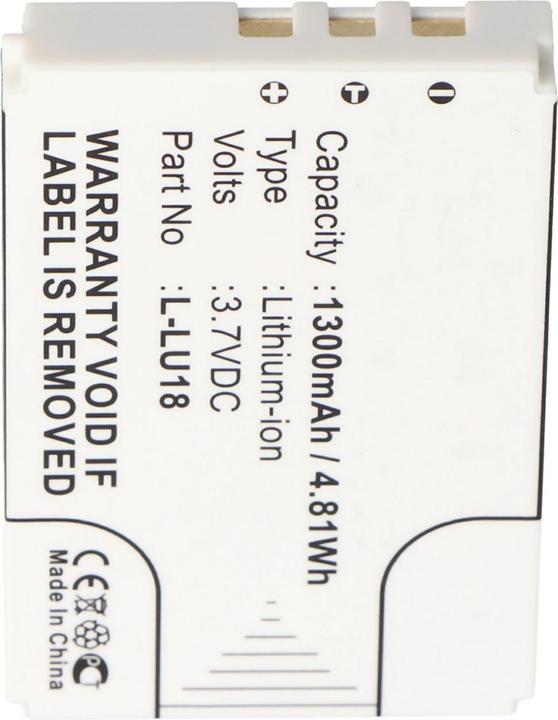 Capacity :1300mAh / 4.81Wh
Type :Lithium-ion
Volts :3.7VDC
Part No :L-LU18
WARRANTY VOID IF
LABEL IS REMOVED
CE
Made In China